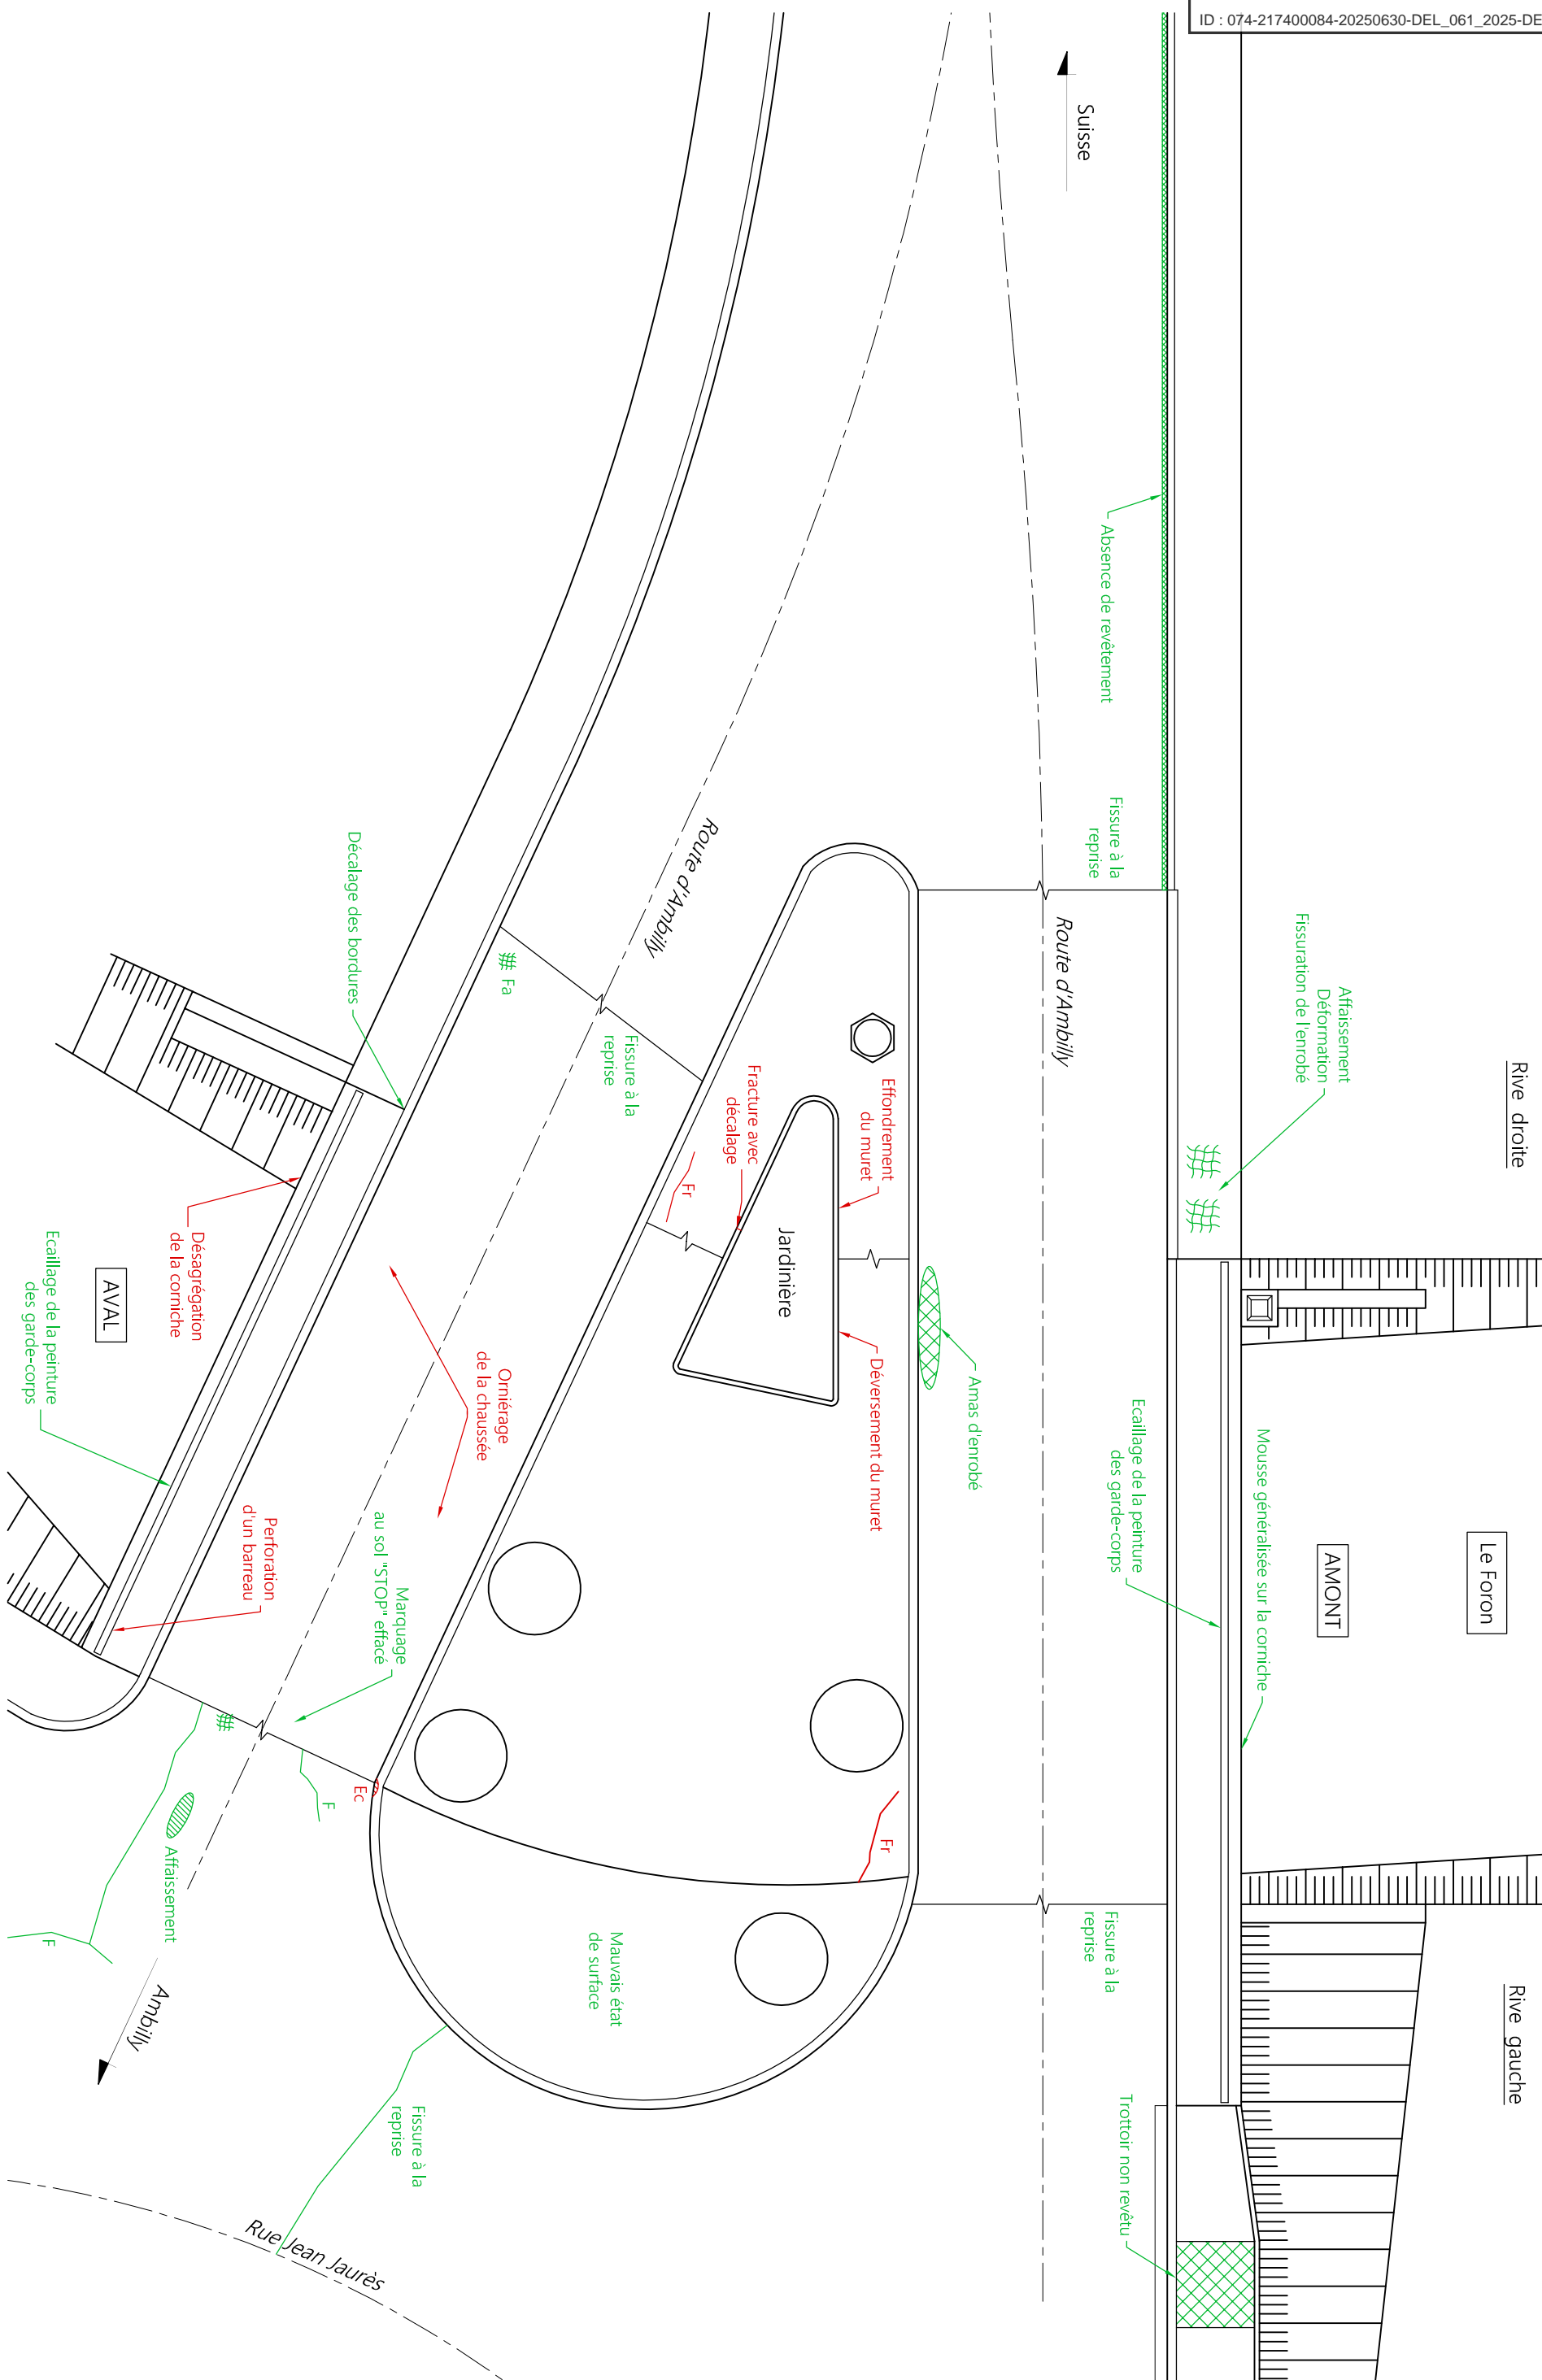 ID : 074-217400084-20250630-DEL_061_2025-DE
Suisse
Absence de revêtement
Fissure à la
reprise
Route d'Ambilly
Route d'Ambilly
Affaissement
Déformation
Fissuration de l'enrobé
Rive droite
Décalage des bordures
Fa
Fissure à la
reprise
Fracture avec
décalage
Effondrement
du muret
Fr
Jardinière
Désagrégation
de la corniche
AVAL
Ecaillage de la peinture
des garde-corps
Orniérage
de la chaussée
Déversement du muret
Amas d'enrobé
Ecaillage de la peinture
des garde-corps
Mousse généralisée sur la corniche
AMONT
Le Foron
Perforation
d'un barreau
Marquage
au sol "STOP" effacé
Ec
F
Fr
Affaissement
F
Ambilly
Mauvais état
de surface
Fissure à la
reprise
Rive gauche
Fissure à la
reprise
Trottoir non revêtu
Rue Jean Jaurès